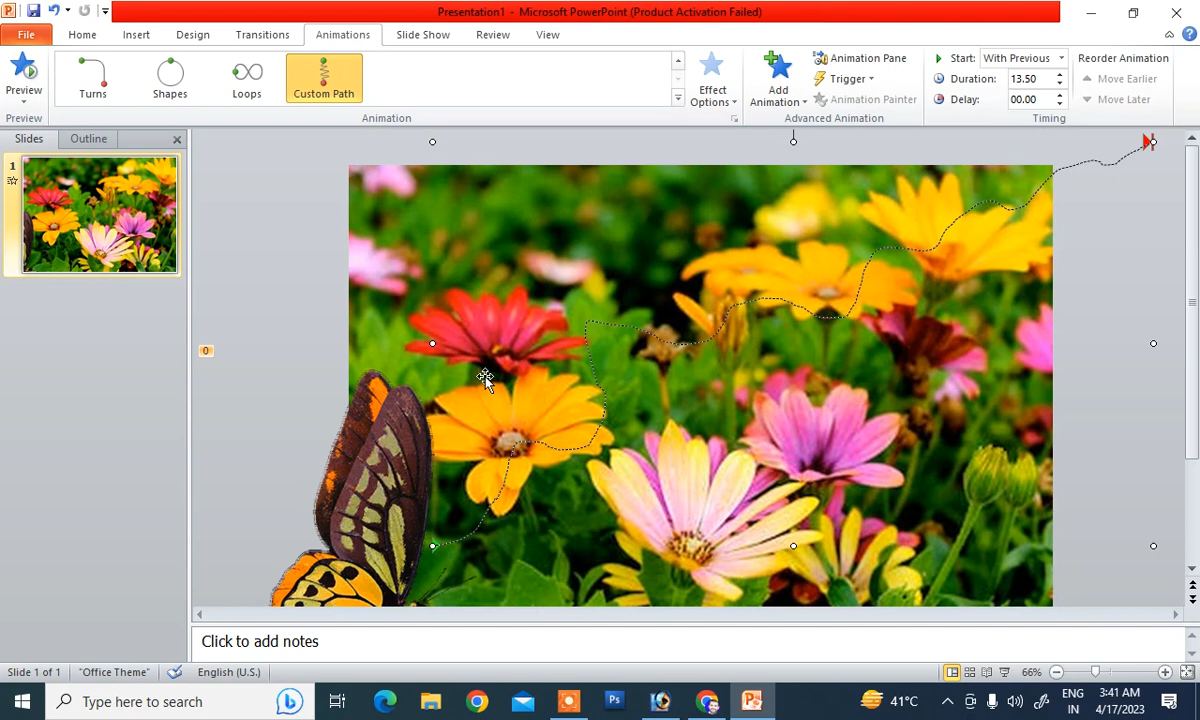 Presentation1 - Microsoft PowerPoint (Product Activation Failed)
File Home Insert Design Transitions Animations Slide Show Review View
Preview
Turns Shapes Loops Custom Path
Effect Options
Add Animation
Animation Pane
Trigger
Animation Painter
Start: With Previous
Duration: 13.50
Delay: 00.00
Reorder Animation
Move Earlier
Move Later
Preview Animation Advanced Animation Timing
Slides Outline
1
0
Click to add notes
Slide 1 of 1 "Office Theme" English (U.S.) 66%
Type here to search
Ps
41°C
ENG
IN
3:41 AM
4/17/2023